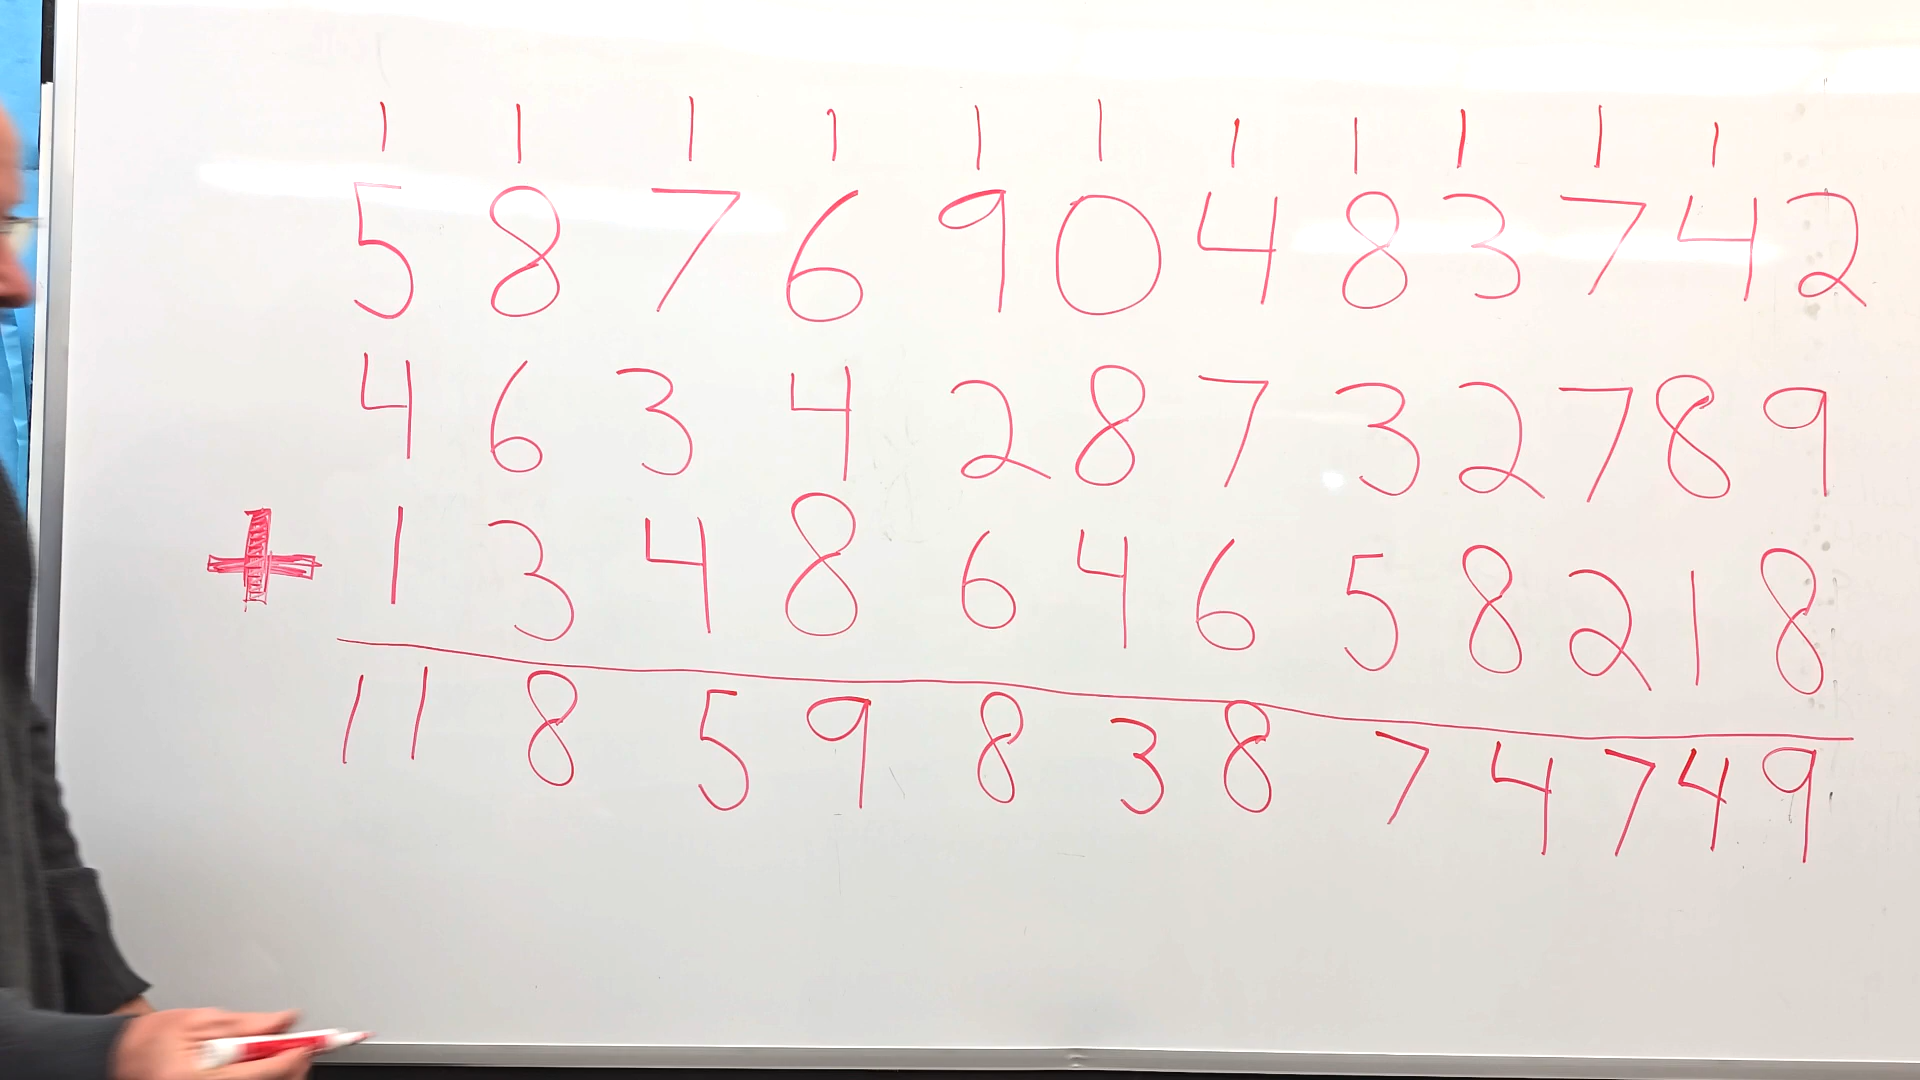 1 1 1 1 1 1 1 1 1 1 1
5 8 7 6 9 0 4 8 3 7 4 2
4 6 3 4 2 8 7 3 2 7 8 9
+ 1 3 4 8 6 4 6 5 8 2 1 8
1 1 8 5 9 8 3 8 7 4 7 4 9